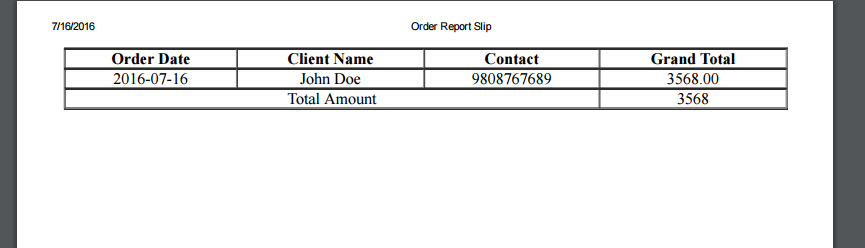 7/16/2016 Order Report Slip
Order Date Client Name Contact Grand Total
2016-07-16 John Doe 9808767689 3568.00
Total Amount 3568